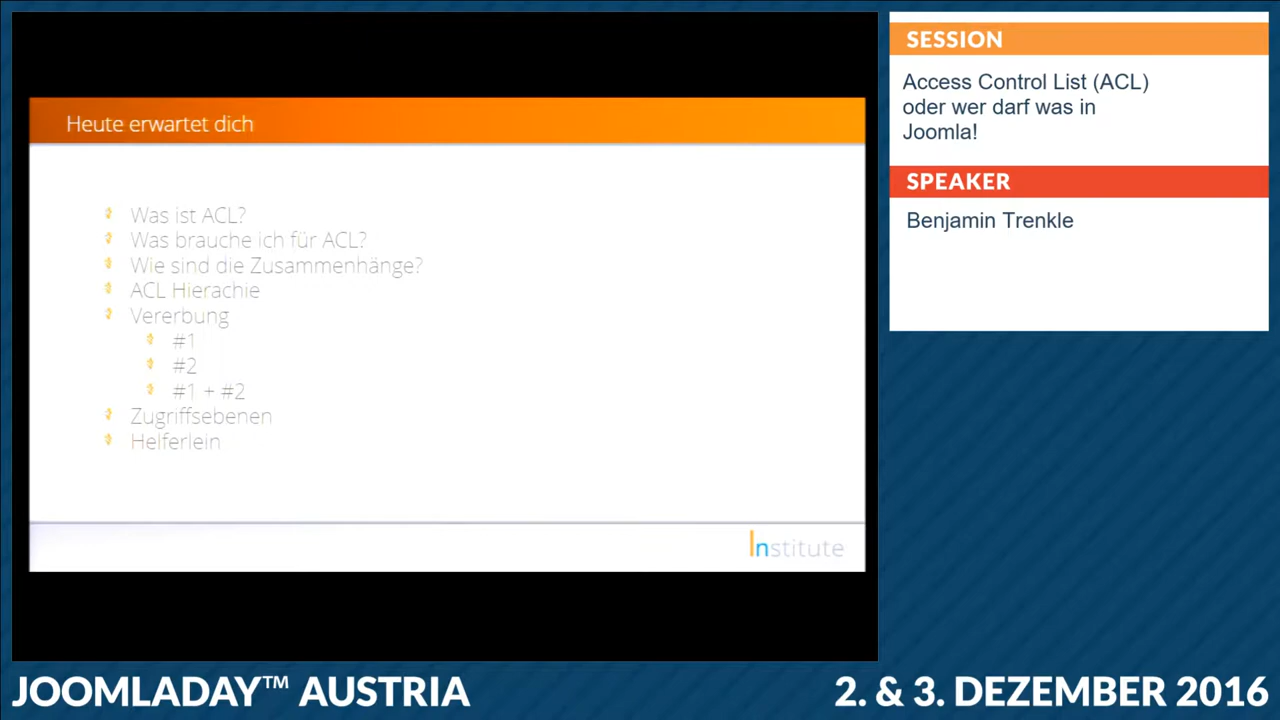 Heute erwartet dich
Was ist ACL?
Was brauche ich für ACL?
Wie sind die Zusammenhänge?
ACL Hierachie
Vererbung
#1
#2
#1 + #2
Zugriffsebenen
Helferlein
Institute
SESSION
Access Control List (ACL)
oder wer darf was in
Joomla!
SPEAKER
Benjamin Trenkle
JOOMLADAY™ AUSTRIA
2. & 3. DEZEMBER 2016